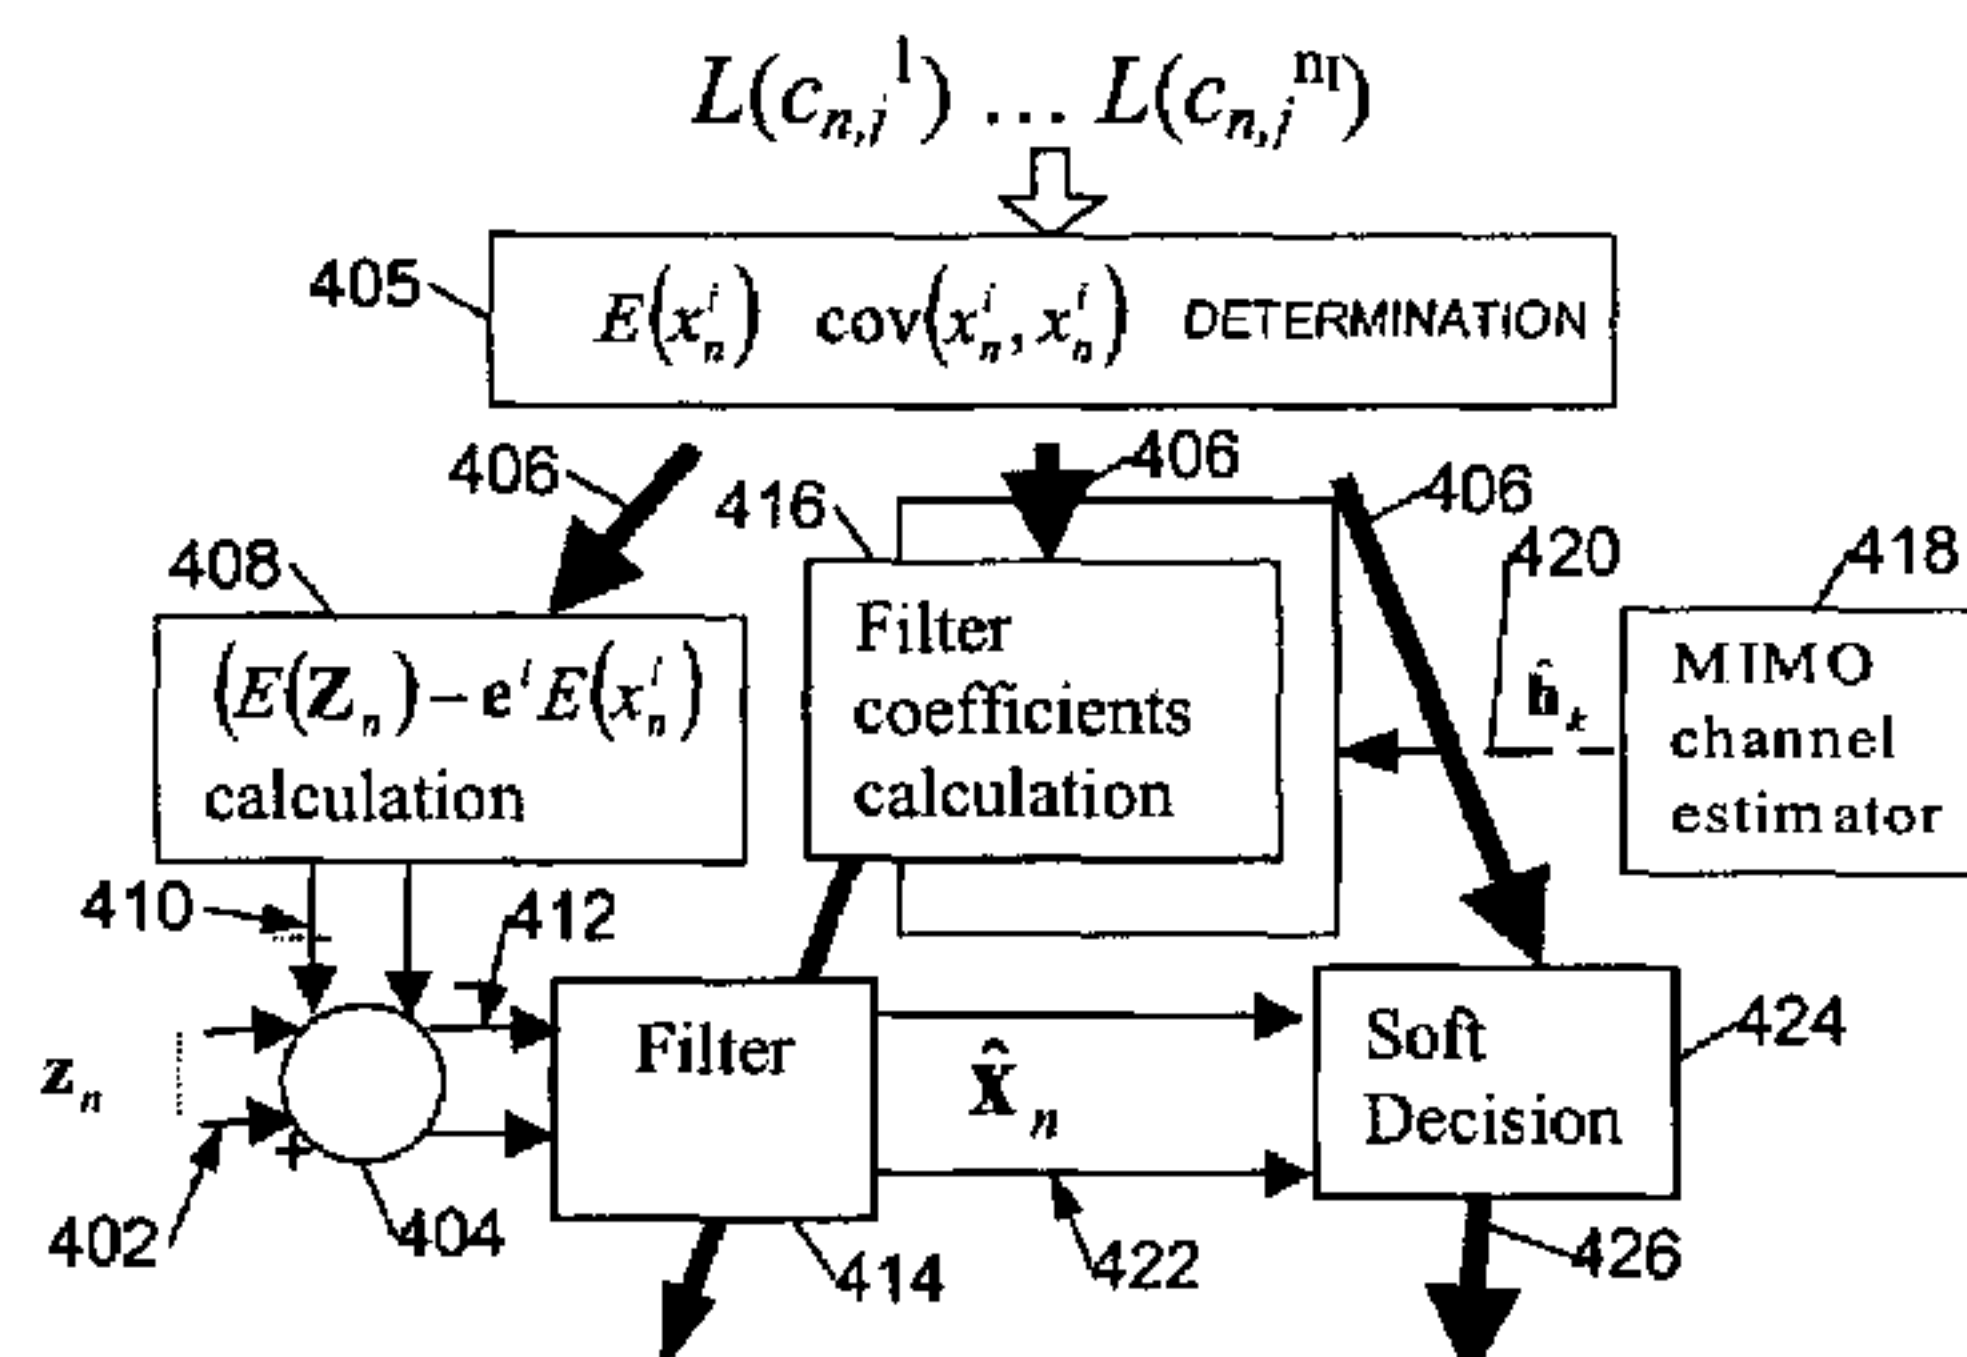 L(c_{n,j}^1) ... L(c_{n,j}^{n_I})
405
E(x_n^i) cov(x_n^i, x_n^i) DETERMINATION
406
406
406
416
420
418
408
(E(Z_n) – e^i E(x_n^i)
calculation
Filter
coefficients
calculation
ĥ_k
MIMO
channel
estimator
410
412
z_n
Filter
X̂_n
Soft
Decision
424
+
402
404
414
422
426